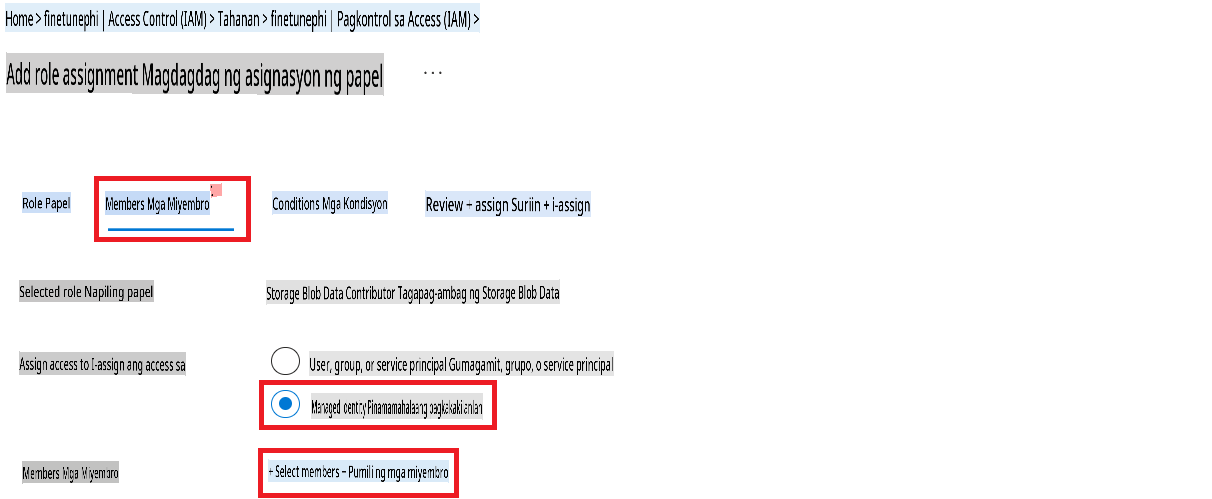 Home > finetunephi | Access Control (IAM) > Tahanan > finetunephi | Pagkontrol sa Access (IAM) >
Add role assignment Magdagdag ng asignasyon ng papel ...
Role Papel Members Mga Miyembro Conditions Mga Kondisyon Review + assign Suriin + i-assign
Selected role Napiling papel Storage Blob Data Contributor Tagapag-ambag ng Storage Blob Data
Assign access to I-assign ang access sa User, group, or service principal Gumagamit, grupo, o service principal
Managed identity Pinamamahalaang pagkakakilanlan
Members Mga Miyembro + Select members – Pumili ng mga miyembro